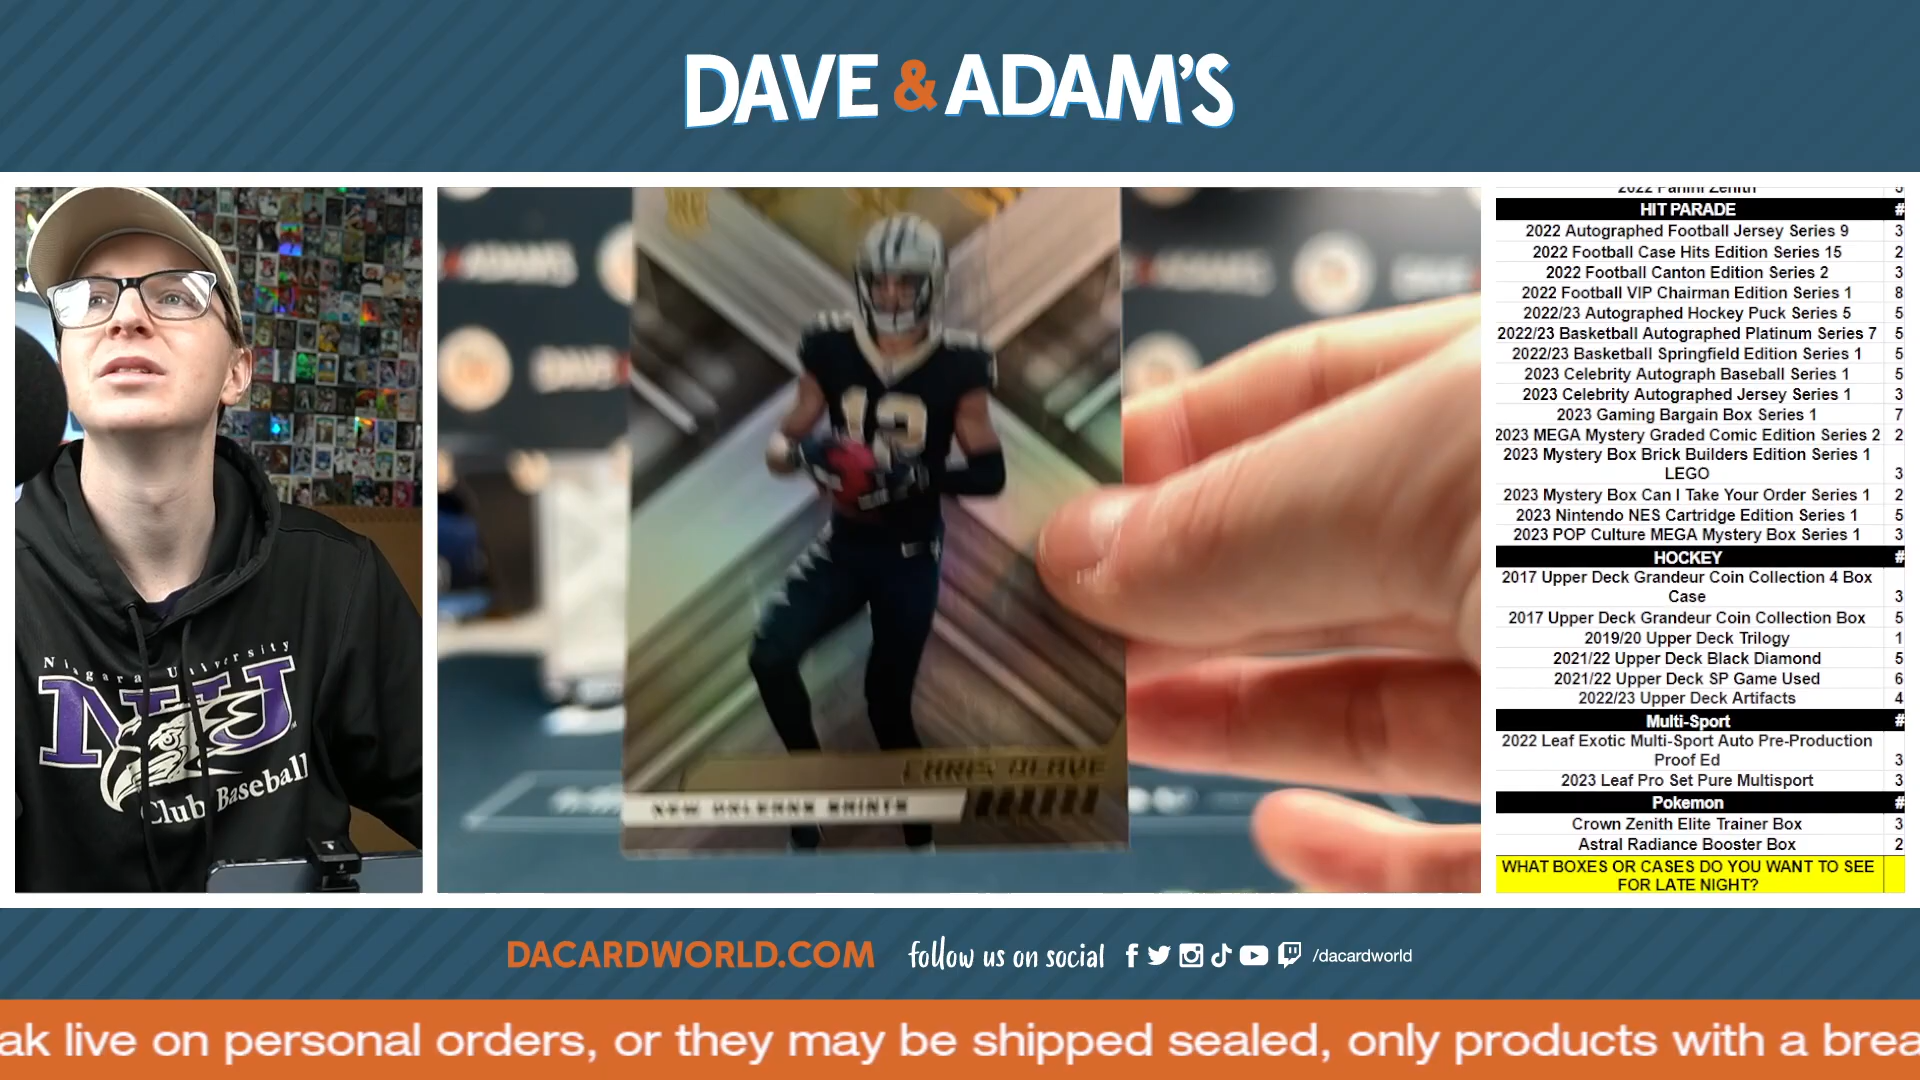 DAVE & ADAM'S
Niagara University
NU
Club Baseball
12
CHRIS OLAVE
NEW ORLEANS SAINTS
2022 Panini Zenith
HIT PARADE #
2022 Autographed Football Jersey Series 9 3
2022 Football Case Hits Edition Series 15 2
2022 Football Canton Edition Series 2 3
2022 Football VIP Chairman Edition Series 1 8
2022/23 Autographed Hockey Puck Series 5 5
2022/23 Basketball Autographed Platinum Series 7 5
2022/23 Basketball Springfield Edition Series 1 5
2023 Celebrity Autograph Baseball Series 1 5
2023 Celebrity Autographed Jersey Series 1 3
2023 Gaming Bargain Box Series 1 7
2023 MEGA Mystery Graded Comic Edition Series 2 2
2023 Mystery Box Brick Builders Edition Series 1
LEGO 3
2023 Mystery Box Can I Take Your Order Series 1 2
2023 Nintendo NES Cartridge Edition Series 1 5
2023 POP Culture MEGA Mystery Box Series 1 3
HOCKEY #
2017 Upper Deck Grandeur Coin Collection 4 Box
Case 3
2017 Upper Deck Grandeur Coin Collection Box 5
2019/20 Upper Deck Trilogy 1
2021/22 Upper Deck Black Diamond 5
2021/22 Upper Deck SP Game Used 6
2022/23 Upper Deck Artifacts 4
Multi-Sport #
2022 Leaf Exotic Multi-Sport Auto Pre-Production
Proof Ed 3
2023 Leaf Pro Set Pure Multisport 3
Pokemon #
Crown Zenith Elite Trainer Box 3
Astral Radiance Booster Box 2
WHAT BOXES OR CASES DO YOU WANT TO SEE
FOR LATE NIGHT?
DACARDWORLD.COM follow us on social /dacardworld
ak live on personal orders, or they may be shipped sealed, only products with a brea